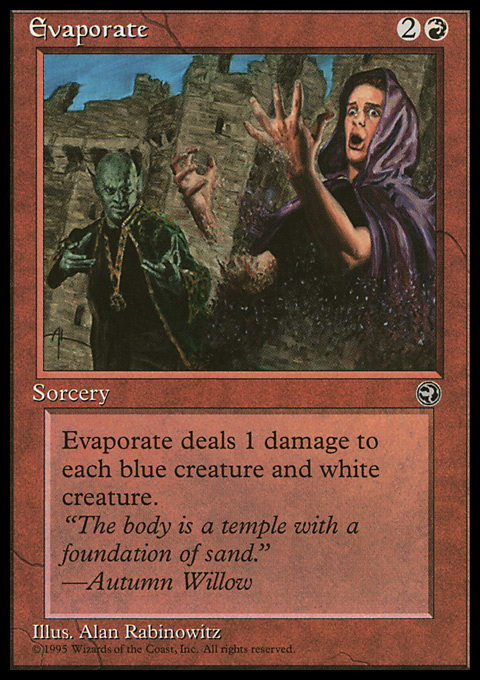 Evaporate 2
Sorcery
Evaporate deals 1 damage to
each blue creature and white
creature.
“The body is a temple with a
foundation of sand.”
—Autumn Willow
Illus. Alan Rabinowitz
©1995 Wizards of the Coast, Inc. All rights reserved.